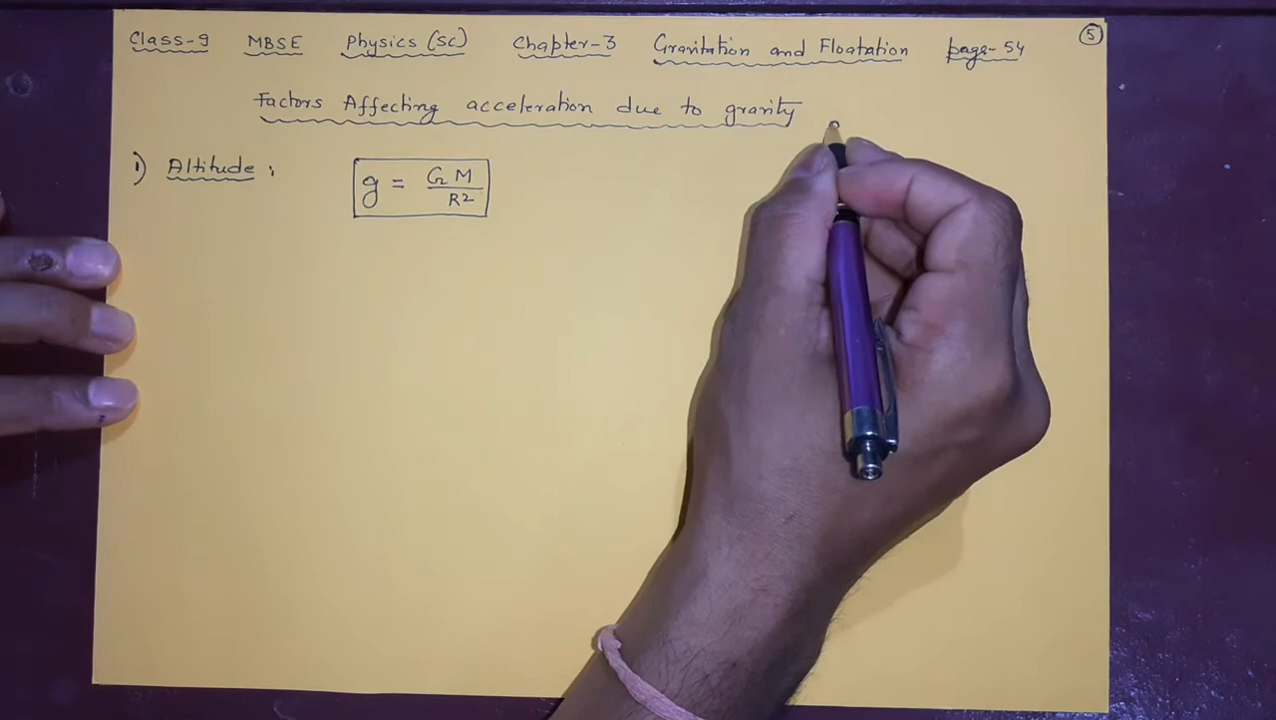 Class-9 MBSE Physics (SC) Chapter-3 Gravitation and Floatation page-54 5
Factors Affecting acceleration due to gravity
1) Altitude : g = GM/R²